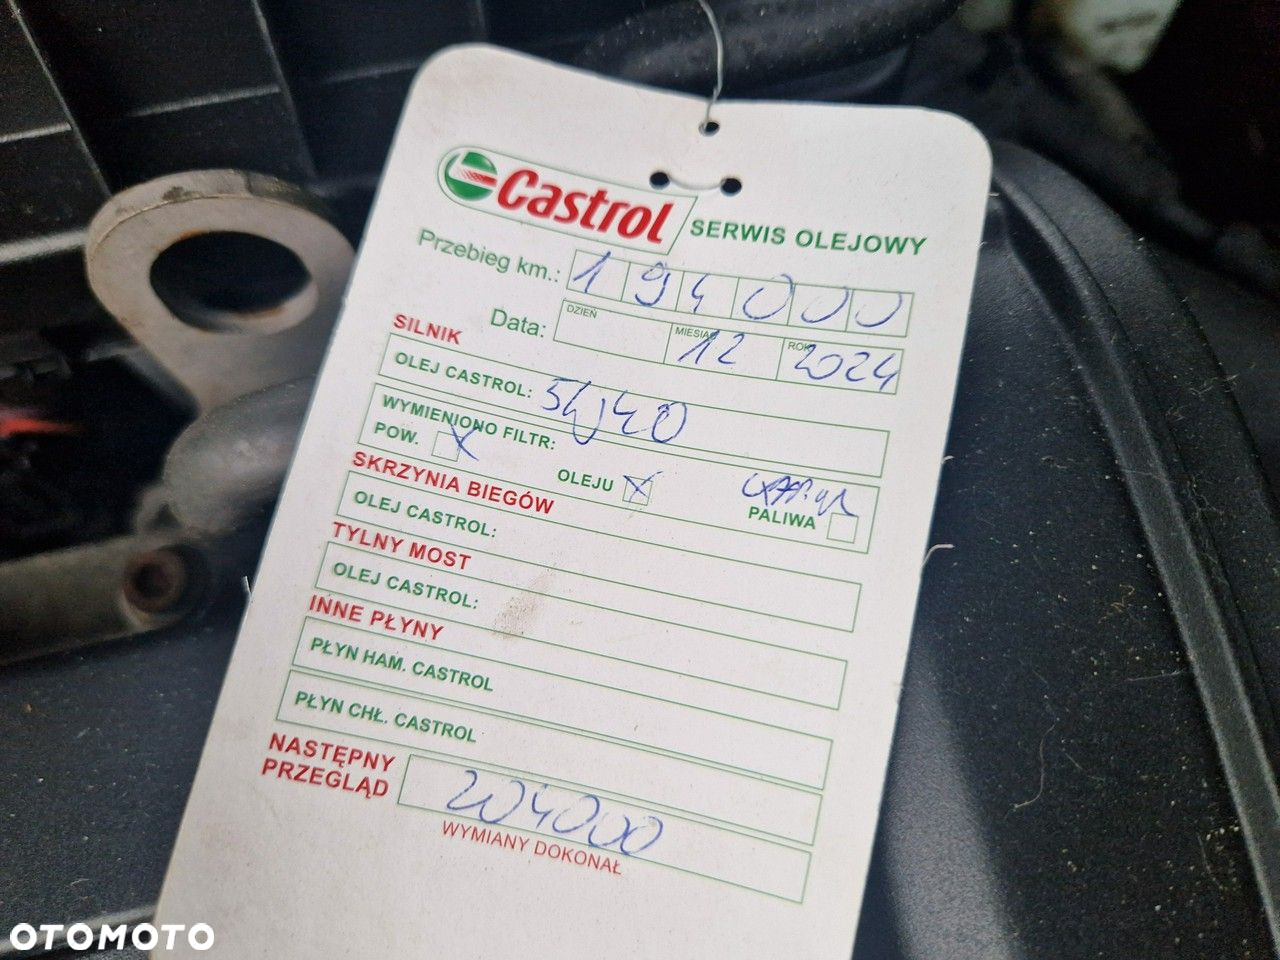 Castrol SERWIS OLEJOWY
Przebieg km.: 194000
Data: DZIEŃ MIESIĄC 12 ROK 2024
SILNIK
OLEJ CASTROL: 5W40
WYMIENIONO FILTR:
POW. X OLEJU X PALIWA
SKRZYNIA BIEGÓW
OLEJ CASTROL:
TYLNY MOST
OLEJ CASTROL:
INNE PŁYNY
PŁYN HAM. CASTROL
PŁYN CHŁ. CASTROL
NASTĘPNY
PRZEGLĄD 204000
WYMIANY DOKONAŁ
OTOMOTO